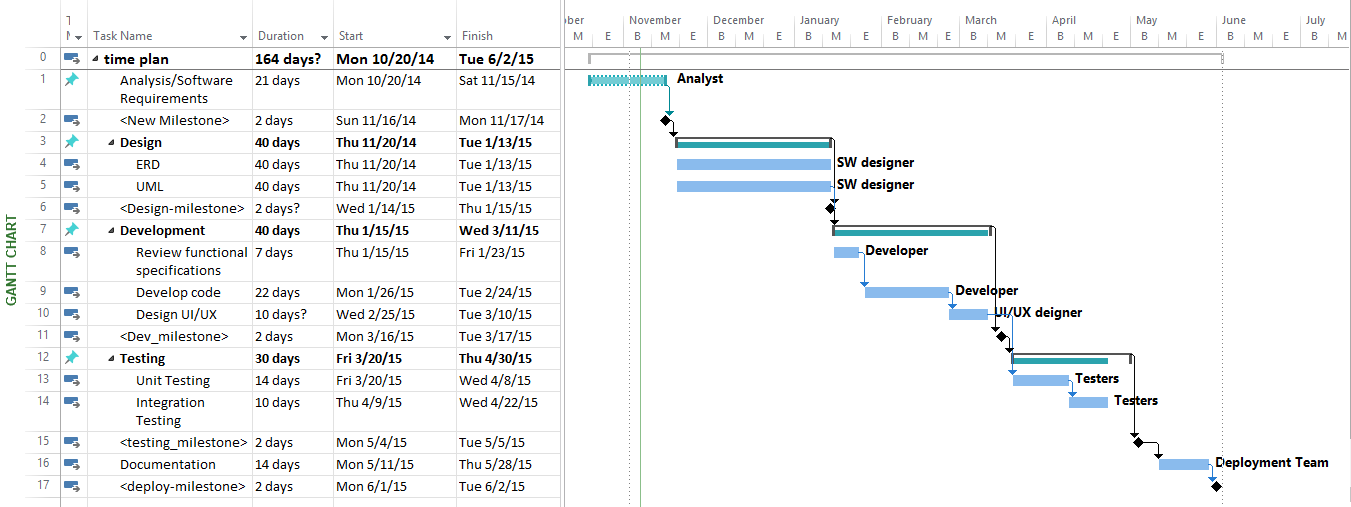 GANTT CHART
T
M Task Name Duration Start Finish
ber November December January February March April May June July
M E B M E B M E B M E B M E B M E B M E B M E B M E B M
0 time plan 164 days? Mon 10/20/14 Tue 6/2/15
1 Analysis/Software Requirements 21 days Mon 10/20/14 Sat 11/15/14 Analyst
2 <New Milestone> 2 days Sun 11/16/14 Mon 11/17/14
3 Design 40 days Thu 11/20/14 Tue 1/13/15
4 ERD 40 days Thu 11/20/14 Tue 1/13/15 SW designer
5 UML 40 days Thu 11/20/14 Tue 1/13/15 SW designer
6 <Design-milestone> 2 days? Wed 1/14/15 Thu 1/15/15
7 Development 40 days Thu 1/15/15 Wed 3/11/15
8 Review functional specifications 7 days Thu 1/15/15 Fri 1/23/15 Developer
9 Develop code 22 days Mon 1/26/15 Tue 2/24/15 Developer
10 Design UI/UX 10 days? Wed 2/25/15 Tue 3/10/15 UI/UX deigner
11 <Dev_milestone> 2 days Mon 3/16/15 Tue 3/17/15
12 Testing 30 days Fri 3/20/15 Thu 4/30/15
13 Unit Testing 14 days Fri 3/20/15 Wed 4/8/15 Testers
14 Integration Testing 10 days Thu 4/9/15 Wed 4/22/15 Testers
15 <testing_milestone> 2 days Mon 5/4/15 Tue 5/5/15
16 Documentation 14 days Mon 5/11/15 Thu 5/28/15 Deployment Team
17 <deploy-milestone> 2 days Mon 6/1/15 Tue 6/2/15